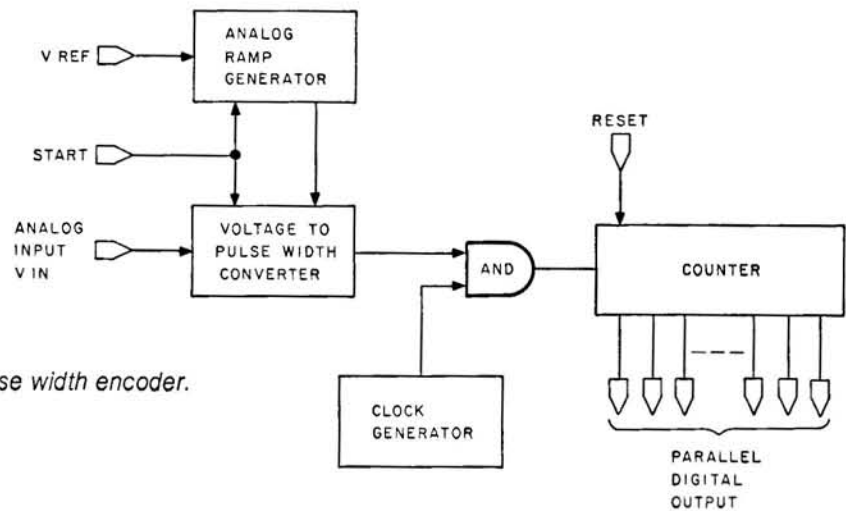 ANALOG
RAMP
GENERATOR
V REF
START
RESET
ANALOG
INPUT
V IN
VOLTAGE TO
PULSE WIDTH
CONVERTER
AND
COUNTER
CLOCK
GENERATOR
PARALLEL
DIGITAL
OUTPUT
se width encoder.